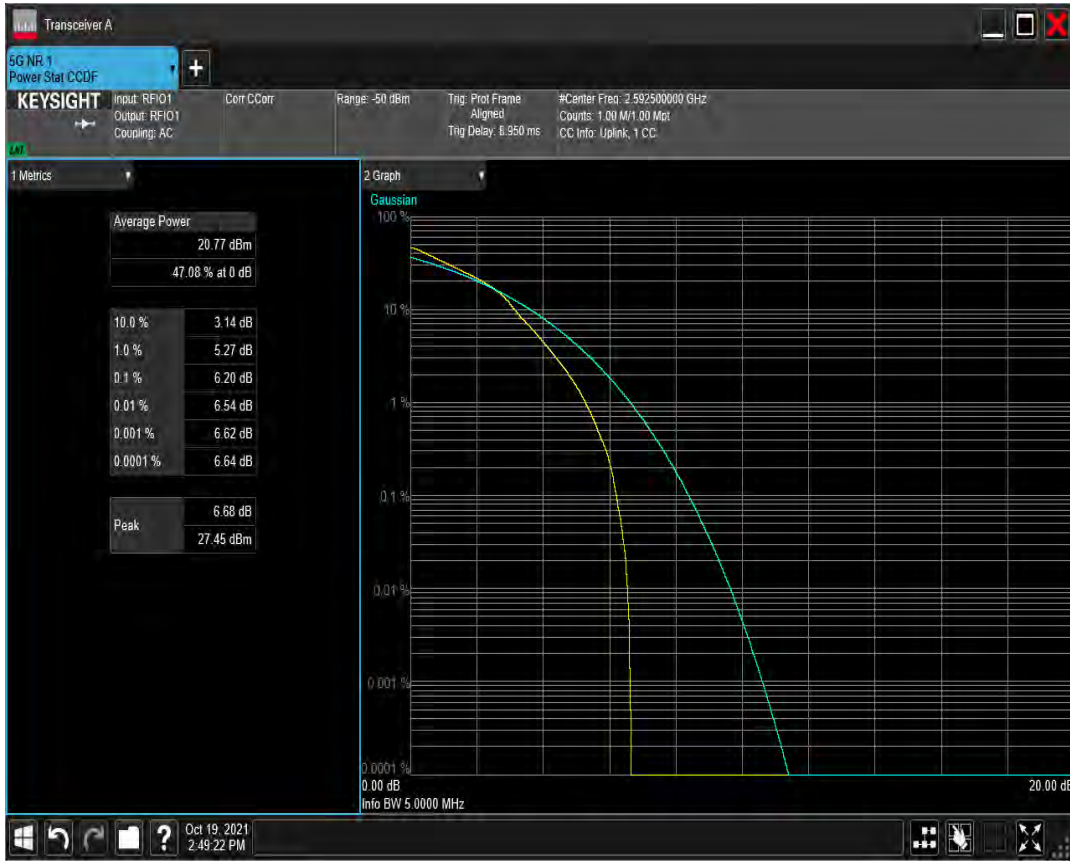 Transceiver A
5G NR 1
Power Stat CCDF
+
KEYSIGHT
Input: RFIO1
Output: RFIO1
Coupling: AC
Corr CCorr
Range: -50 dBm
Trig: Prot Frame
Aligned
Trig Delay: 8.950 ms
#Center Freq: 2.592500000 GHz
Counts: 1.00 M/1.00 Mpt
CC Info: Uplink, 1 CC
LNT
1 Metrics
Average Power
20.77 dBm
47.08 % at 0 dB
10.0 % 3.14 dB
1.0 % 5.27 dB
0.1 % 6.20 dB
0.01 % 6.54 dB
0.001 % 6.62 dB
0.0001 % 6.64 dB
Peak
6.68 dB
27.45 dBm
2 Graph
Gaussian
100 %
10 %
1 %
0.1 %
0.01 %
0.001 %
0.0001 %
0.00 dB
20.00 dB
Info BW 5.0000 MHz
?
Oct 19, 2021
2:49:22 PM